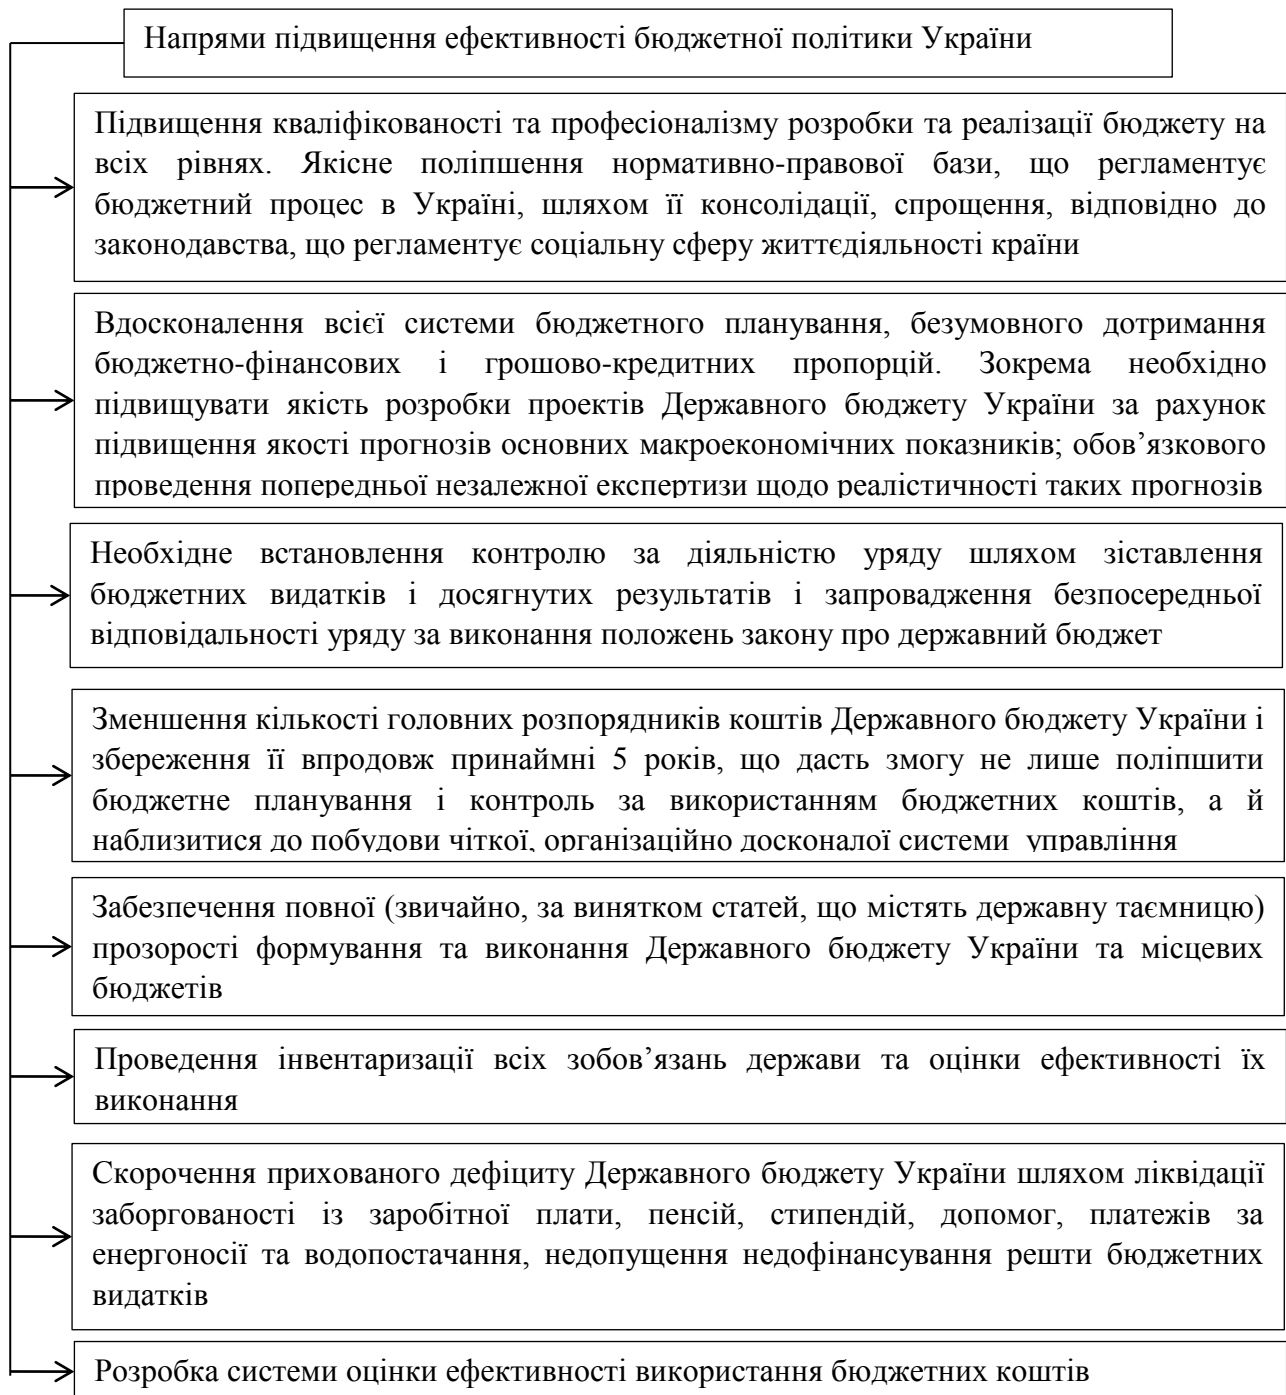 Напрями підвищення ефективності бюджетної політики України
Підвищення кваліфікованості та професіоналізму розробки та реалізації бюджету на
всіх рівнях. Якісне поліпшення нормативно-правової бази, що регламентує
бюджетний процес в Україні, шляхом її консолідації, спрощення, відповідно до
законодавства, що регламентує соціальну сферу життєдіяльності країни
Вдосконалення всієї системи бюджетного планування, безумовного дотримання
бюджетно-фінансових і грошово-кредитних пропорцій. Зокрема необхідно
підвищувати якість розробки проектів Державного бюджету України за рахунок
підвищення якості прогнозів основних макроекономічних показників; обов’язкового
проведення попередньої незалежної експертизи щодо реалістичності таких прогнозів
Необхідне встановлення контролю за діяльністю уряду шляхом зіставлення
бюджетних видатків і досягнутих результатів і запровадження безпосередньої
відповідальності уряду за виконання положень закону про державний бюджет
Зменшення кількості головних розпорядників коштів Державного бюджету України і
збереження її впродовж принаймні 5 років, що дасть змогу не лише поліпшити
бюджетне планування і контроль за використанням бюджетних коштів, а й
наблизитися до побудови чіткої, організаційно досконалої системи управління
Забезпечення повної (звичайно, за винятком статей, що містять державну таємницю)
прозорості формування та виконання Державного бюджету України та місцевих
бюджетів
Проведення інвентаризації всіх зобов’язань держави та оцінки ефективності їх
виконання
Скорочення прихованого дефіциту Державного бюджету України шляхом ліквідації
заборгованості із заробітної плати, пенсій, стипендій, допомог, платежів за
енергоносії та водопостачання, недопущення недофінансування решти бюджетних
видатків
Розробка системи оцінки ефективності використання бюджетних коштів